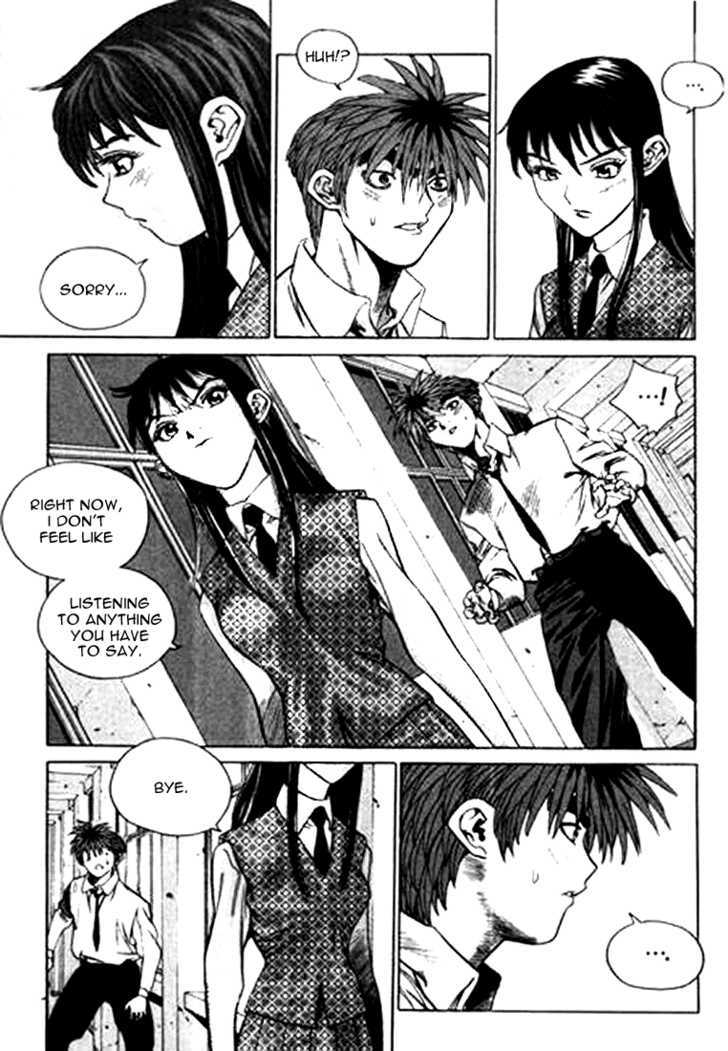 SORRY...
HUH!?
...,
RIGHT NOW,
I DON'T
FEEL LIKE
LISTENING
TO ANYTHING
YOU HAVE
TO SAY.
...!
BYE.
...,